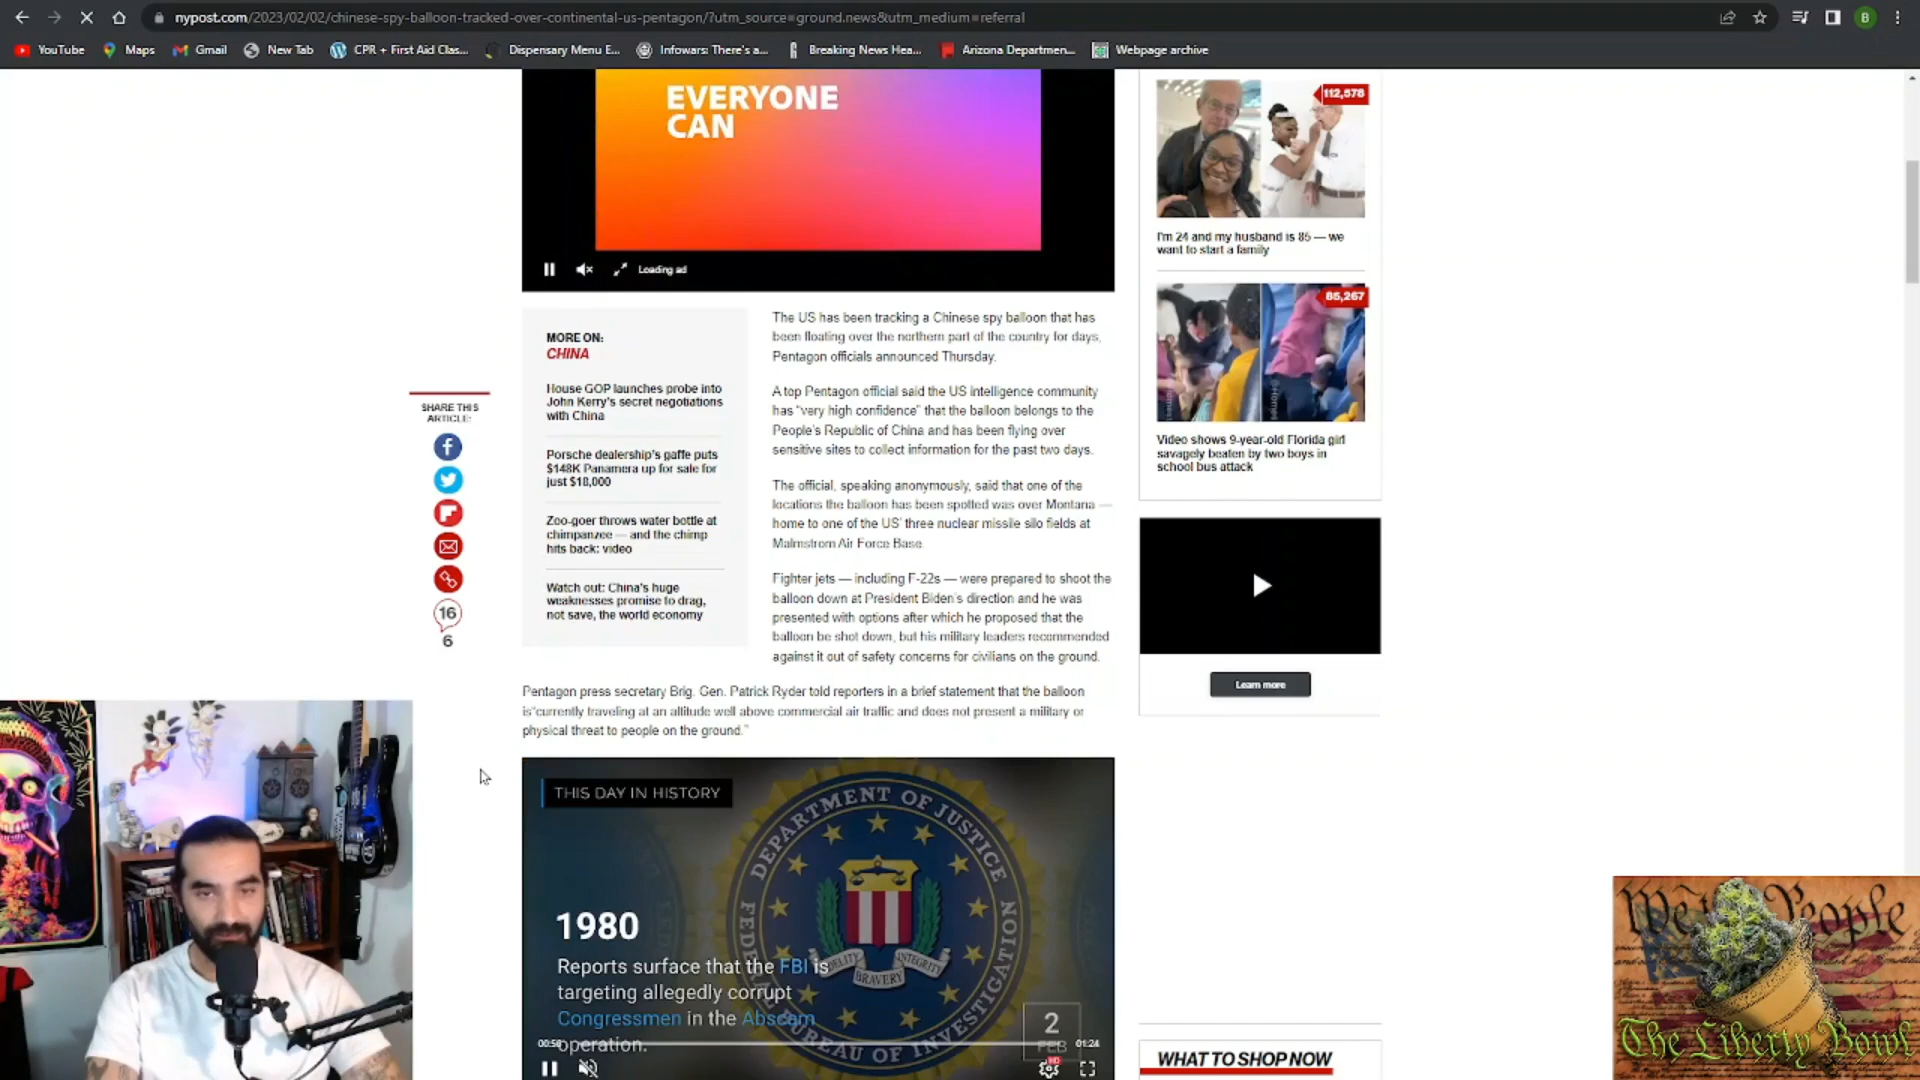 nypost.com/2023/02/02/chinese-spy-balloon-tracked-over-continental-us-pentagon/?utm_source=ground.news&utm_medium=referral
B
YouTube
Maps
Gmail
New Tab
CPR + First Aid Clas...
Dispensary Menu E...
Infowars: There's a...
Breaking News Hea...
Arizona Departmen...
Webpage archive
EVERYONE
CAN
Loading ad
MORE ON:
CHINA
House GOP launches probe into
John Kerry's secret negotiations
with China
Porsche dealership's gaffe puts
$148K Panamera up for sale for
just $18,000
Zoo-goer throws water bottle at
chimpanzee — and the chimp
hits back: video
Watch out: China's huge
weaknesses promise to drag,
not save, the world economy
SHARE THIS
ARTICLE:
16
6
The US has been tracking a Chinese spy balloon that has
been floating over the northern part of the country for days,
Pentagon officials announced Thursday.
A top Pentagon official said the US intelligence community
has "very high confidence" that the balloon belongs to the
People's Republic of China and has been flying over
sensitive sites to collect information for the past two days.
The official, speaking anonymously, said that one of the
locations the balloon has been spotted was over Montana —
home to one of the US' three nuclear missile silo fields at
Malmstrom Air Force Base.
Fighter jets — including F-22s — were prepared to shoot the
balloon down at President Biden's direction and he was
presented with options after which he proposed that the
balloon be shot down, but his military leaders recommended
against it out of safety concerns for civilians on the ground.
Pentagon press secretary Brig. Gen. Patrick Ryder told reporters in a brief statement that the balloon
is"currently traveling at an altitude well above commercial air traffic and does not present a military or
physical threat to people on the ground."
THIS DAY IN HISTORY
DEPARTMENT OF JUSTICE
FEDERAL BUREAU OF INVESTIGATION
FIDELITY BRAVERY INTEGRITY
1980
Reports surface that the FBI is
targeting allegedly corrupt
Congressmen in the Abscam
operation.
2
FEB
00:56
01:24
HD
112,578
I'm 24 and my husband is 85 — we
want to start a family
85,267
Video shows 9-year-old Florida girl
savagely beaten by two boys in
school bus attack
Learn more
WHAT TO SHOP NOW
We The People
The Liberty Bowl